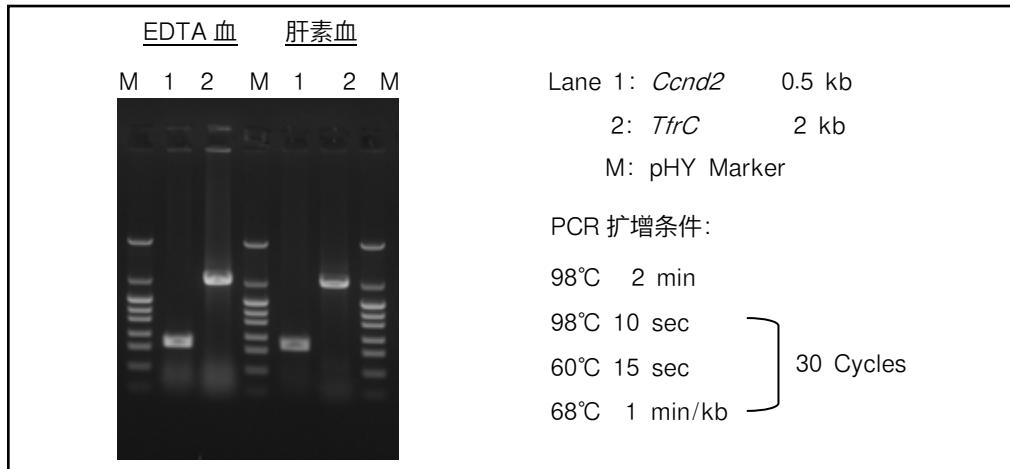 EDTA 血 肝素血
M 1 2 M 1 2 M
Lane 1: Ccnd2 0.5 kb
2: TfrC 2 kb
M: pHY Marker
PCR 扩增条件:
98℃ 2 min
98℃ 10 sec
60℃ 15 sec
30 Cycles
68℃ 1 min/kb